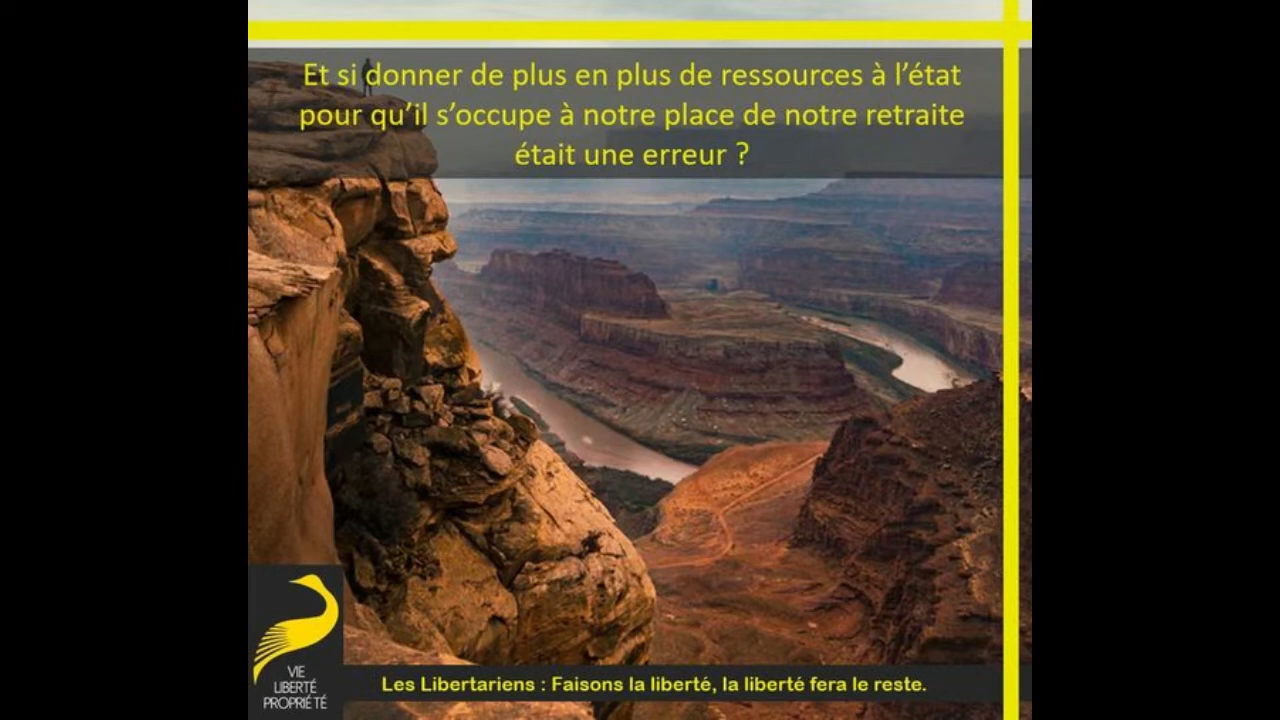 Et si donner de plus en plus de ressources à l’état
pour qu’il s’occupe à notre place de notre retraite
était une erreur ?
VIE
LIBERTÉ
PROPRIÉTÉ
Les Libertariens : Faisons la liberté, la liberté fera le reste.